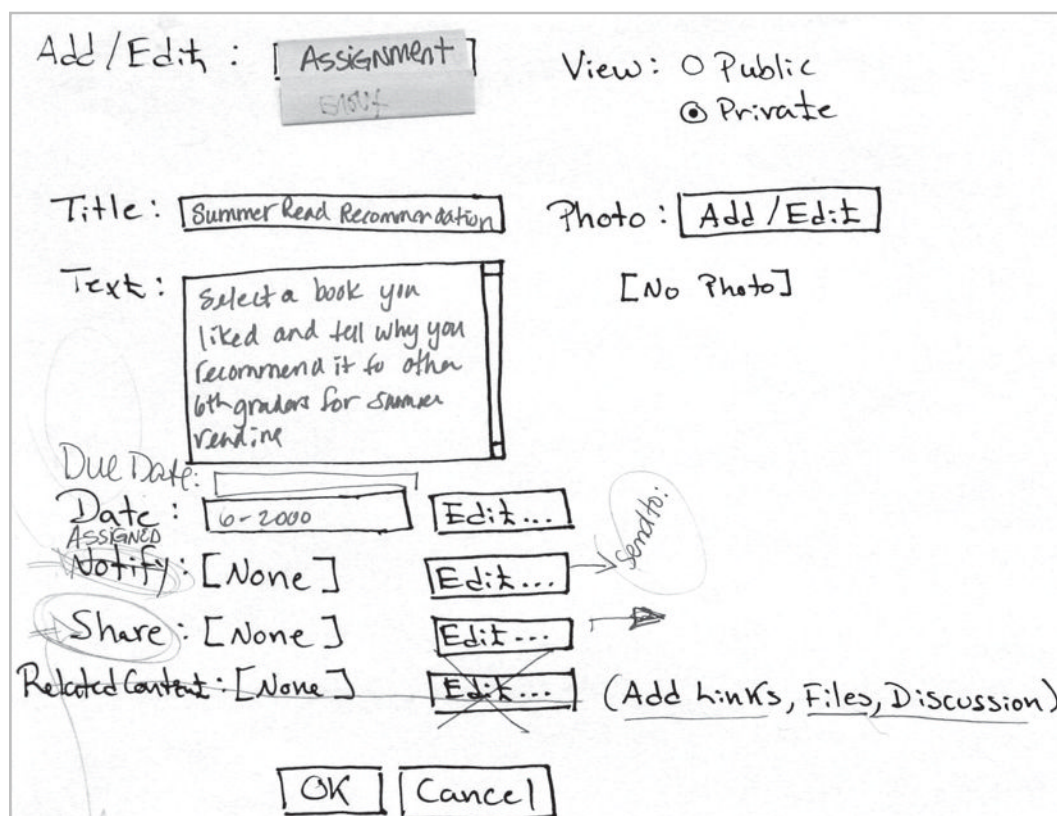 Add/Edit : [ Assignment ]
View: Public
Private
Title: Summer Read Recommendation
Photo: Add/Edit
[No Photo]
Text:
Select a book you
liked and tell why you
recommend it to other
6th graders for summer
reading
Due Date:
Date : 6-2000 Edit...
ASSIGNED
Notify: [None] Edit...
Send to:
Share: [None] Edit...
Related Content: [None] Edit... (Add Links, Files, Discussion)
OK Cancel